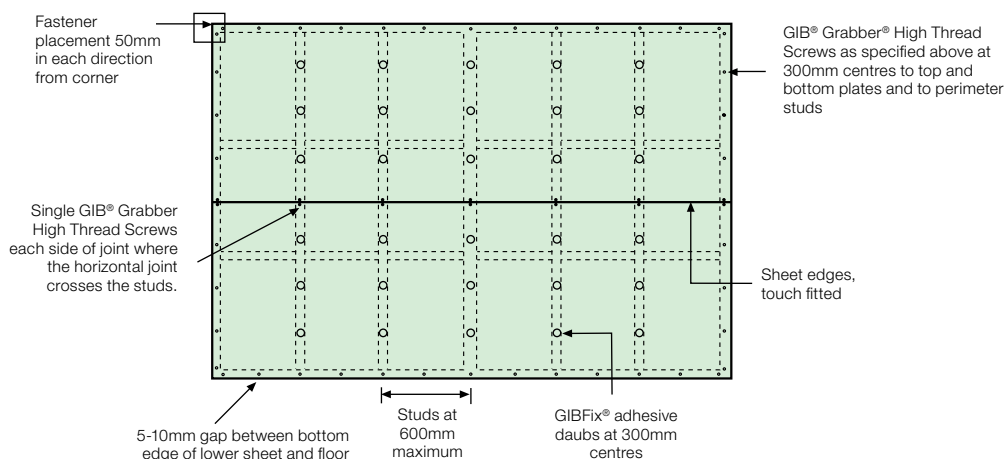 Fastener
placement 50mm
in each direction
from corner
GIB® Grabber® High Thread
Screws as specified above at
300mm centres to top and
bottom plates and to perimeter
studs
Single GIB® Grabber
High Thread Screws
each side of joint where
the horizontal joint
crosses the studs.
Sheet edges,
touch fitted
5-10mm gap between bottom
edge of lower sheet and floor
Studs at
600mm
maximum
GIBFix® adhesive
daubs at 300mm
centres